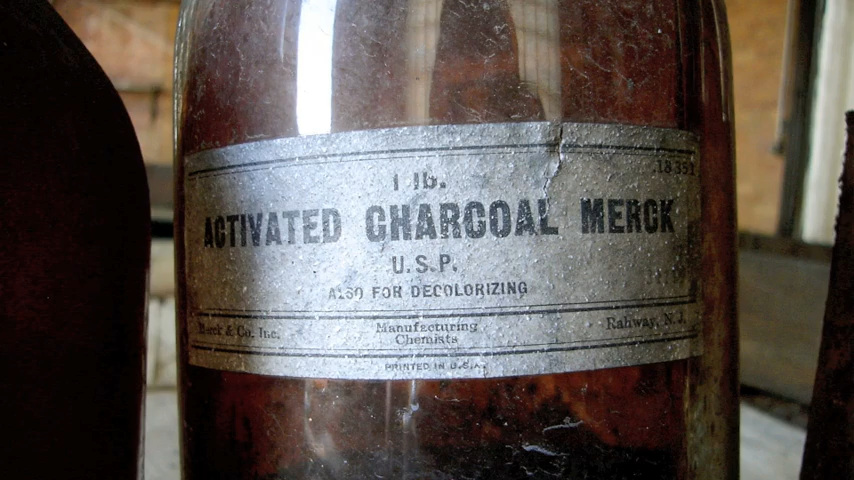 1 lb.
18351
ACTIVATED CHARCOAL MERCK
U.S.P.
ALSO FOR DECOLORIZING
Merck & Co. Inc.
Manufacturing
Chemists
Rahway, N.J.
PRINTED IN U.S.A.